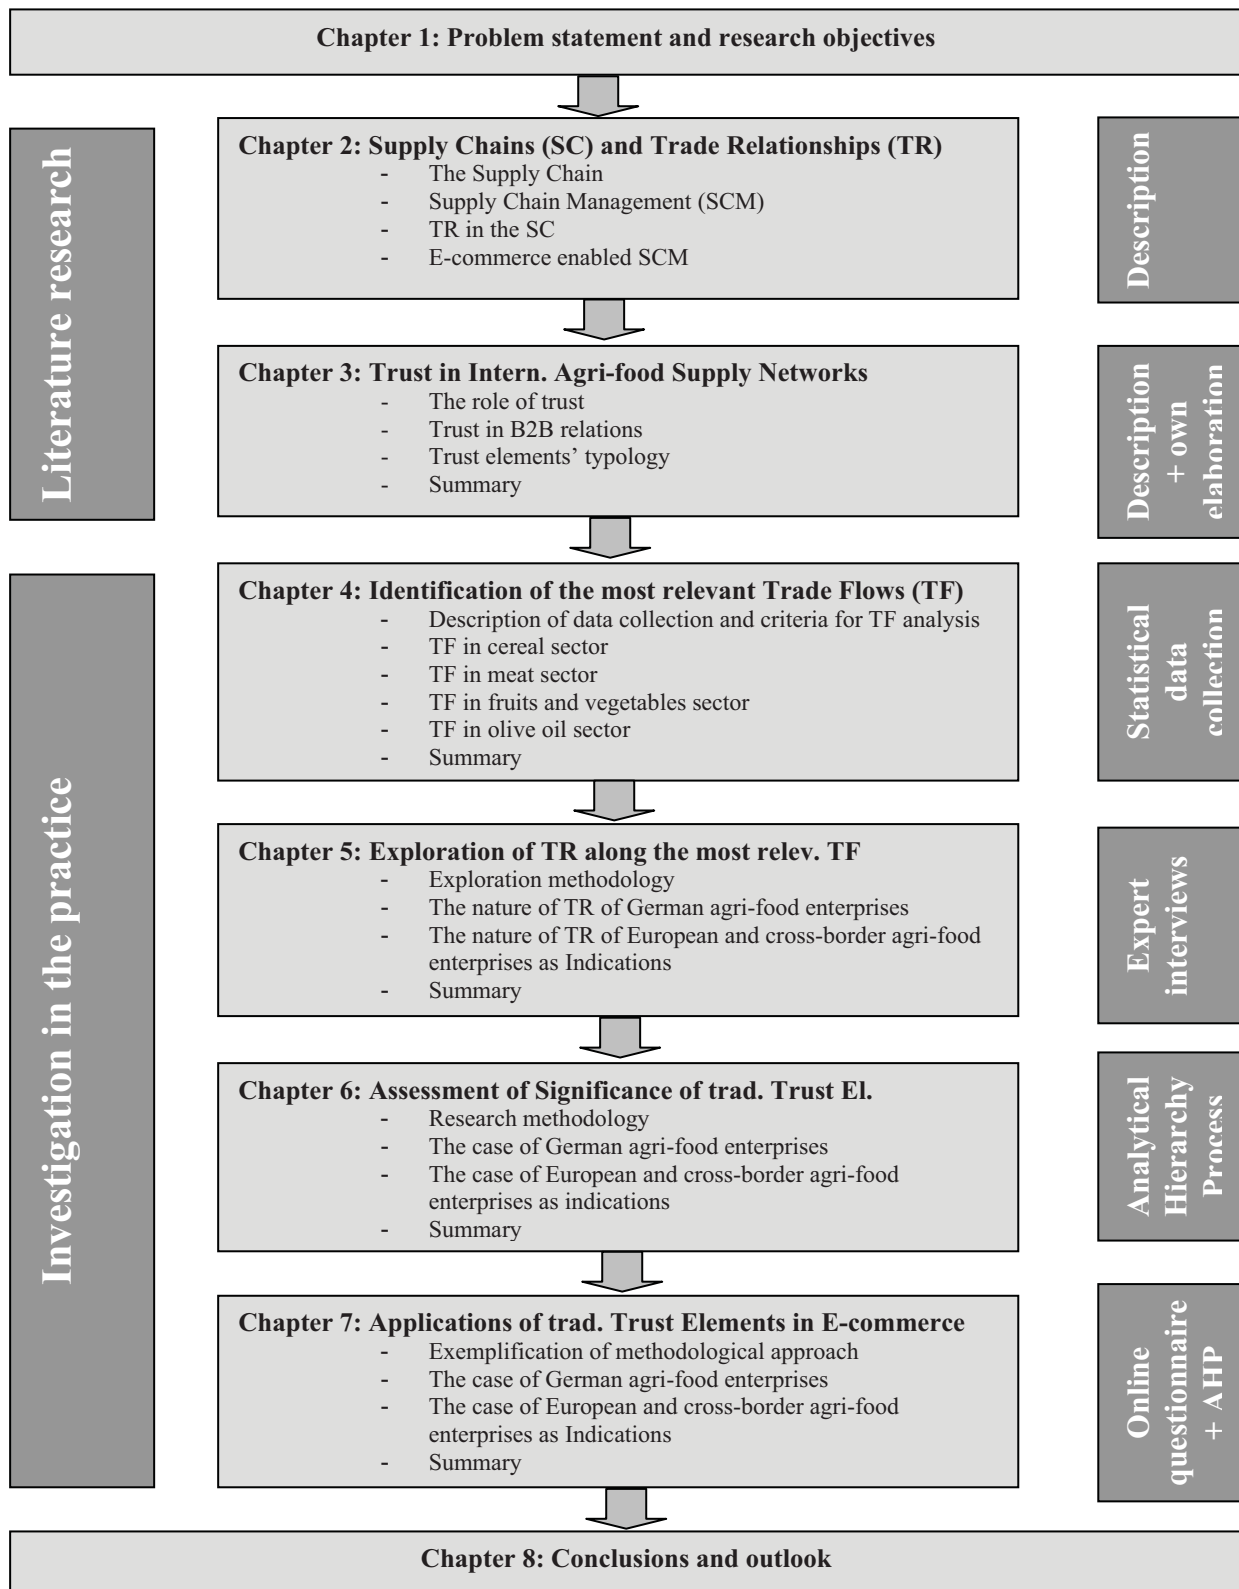 Chapter 1: Problem statement and research objectives
Literature research
Chapter 2: Supply Chains (SC) and Trade Relationships (TR)
- The Supply Chain
- Supply Chain Management (SCM)
- TR in the SC
- E-commerce enabled SCM
Description
Chapter 3: Trust in Intern. Agri-food Supply Networks
- The role of trust
- Trust in B2B relations
- Trust elements’ typology
- Summary
Description
+ own
elaboration
Investigation in the practice
Chapter 4: Identification of the most relevant Trade Flows (TF)
- Description of data collection and criteria for TF analysis
- TF in cereal sector
- TF in meat sector
- TF in fruits and vegetables sector
- TF in olive oil sector
- Summary
Statistical
data
collection
Chapter 5: Exploration of TR along the most relev. TF
- Exploration methodology
- The nature of TR of German agri-food enterprises
- The nature of TR of European and cross-border agri-food
enterprises as Indications
- Summary
Expert
interviews
Chapter 6: Assessment of Significance of trad. Trust El.
- Research methodology
- The case of German agri-food enterprises
- The case of European and cross-border agri-food
enterprises as indications
- Summary
Analytical
Hierarchy
Process
Chapter 7: Applications of trad. Trust Elements in E-commerce
- Exemplification of methodological approach
- The case of German agri-food enterprises
- The case of European and cross-border agri-food
enterprises as Indications
- Summary
Online
questionnaire
+ AHP
Chapter 8: Conclusions and outlook